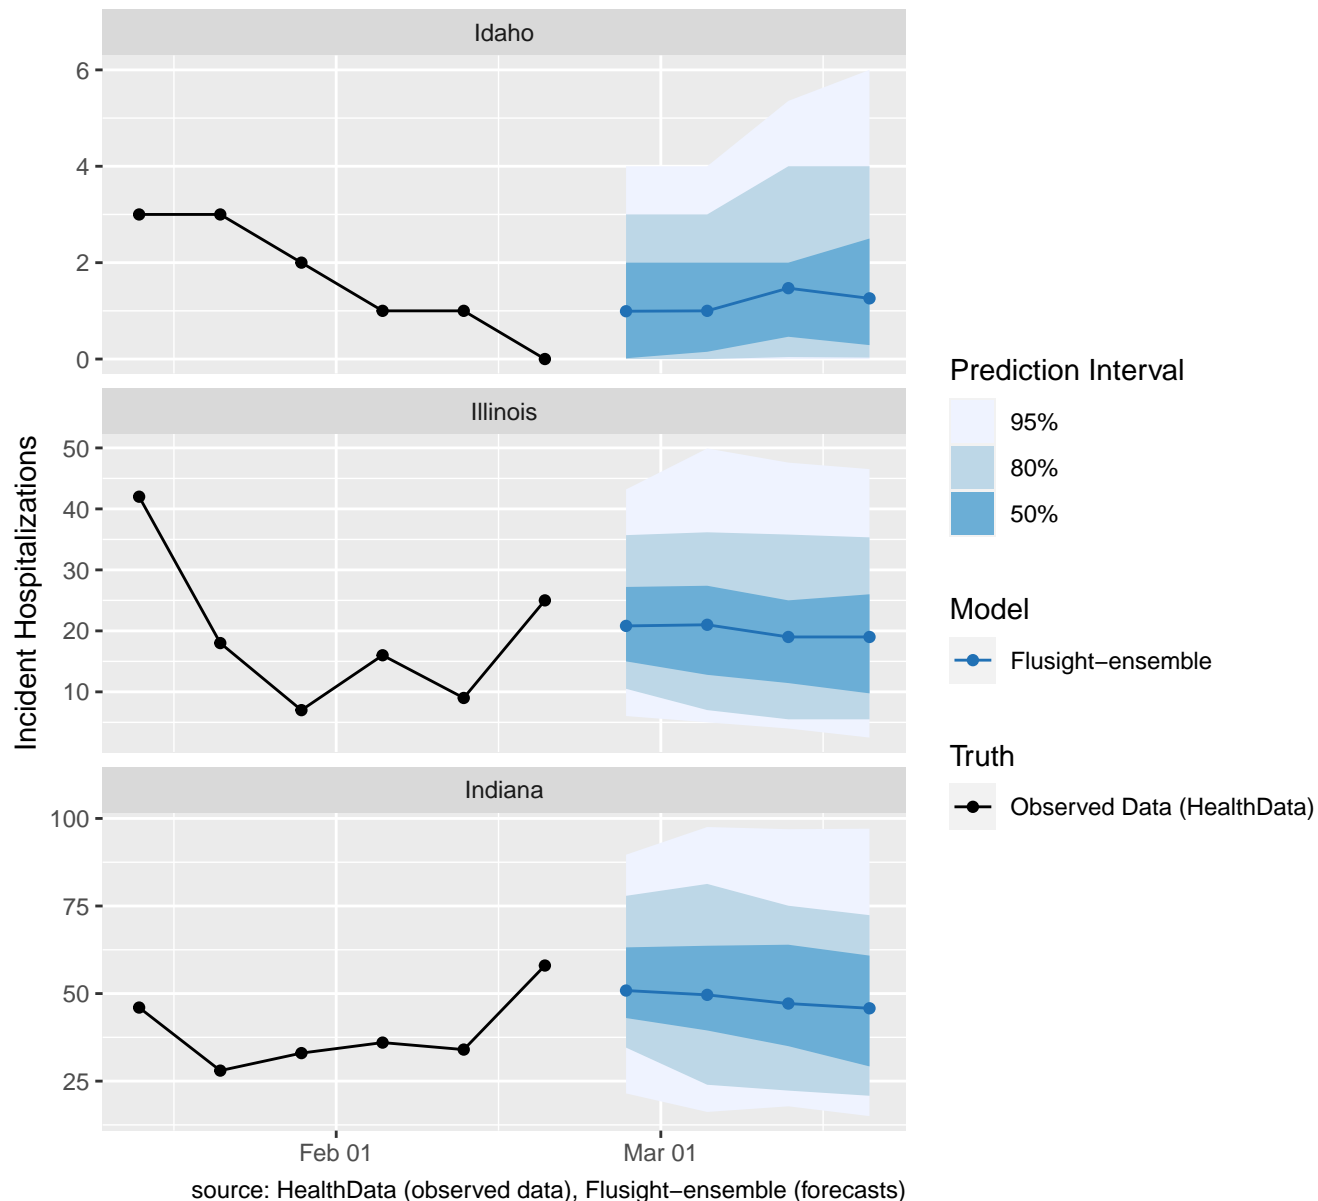 Idaho
6
4
2
0
Illinois
50
40
30
20
10
Indiana
100
75
50
25
Feb 01
Mar 01
Incident Hospitalizations
source: HealthData (observed data), Flusight−ensemble (forecasts)
Prediction Interval
95%
80%
50%
Model
Flusight−ensemble
Truth
Observed Data (HealthData)